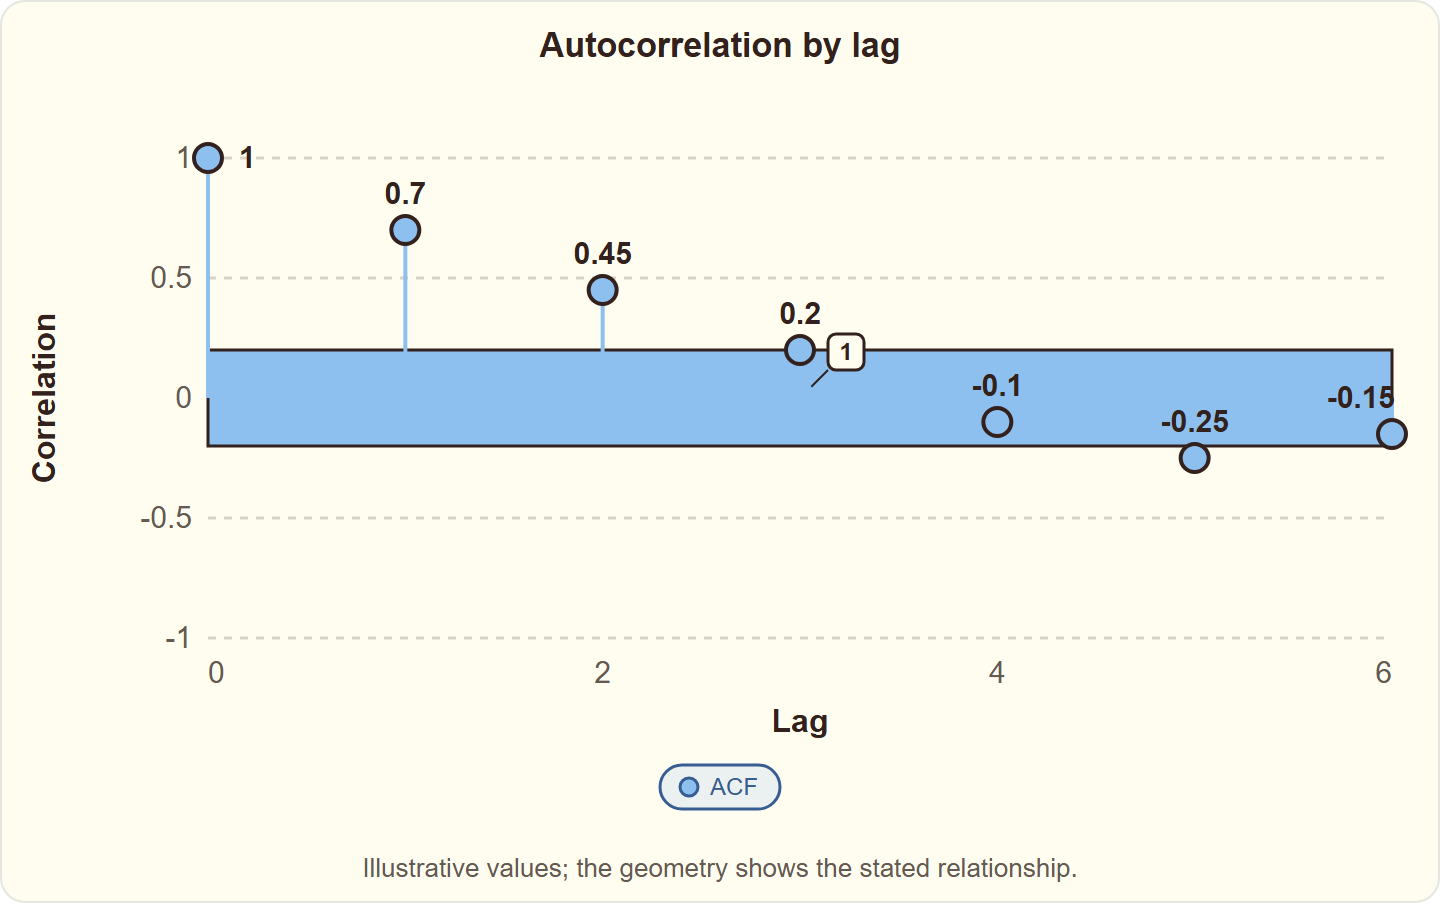 Autocorrelation by lag
1
1
0.7
0.45
0.5
0.2
1
Correlation
0
-0.1
-0.15
-0.25
-0.5
-1
0 2 4 6
Lag
ACF
Illustrative values; the geometry shows the stated relationship.